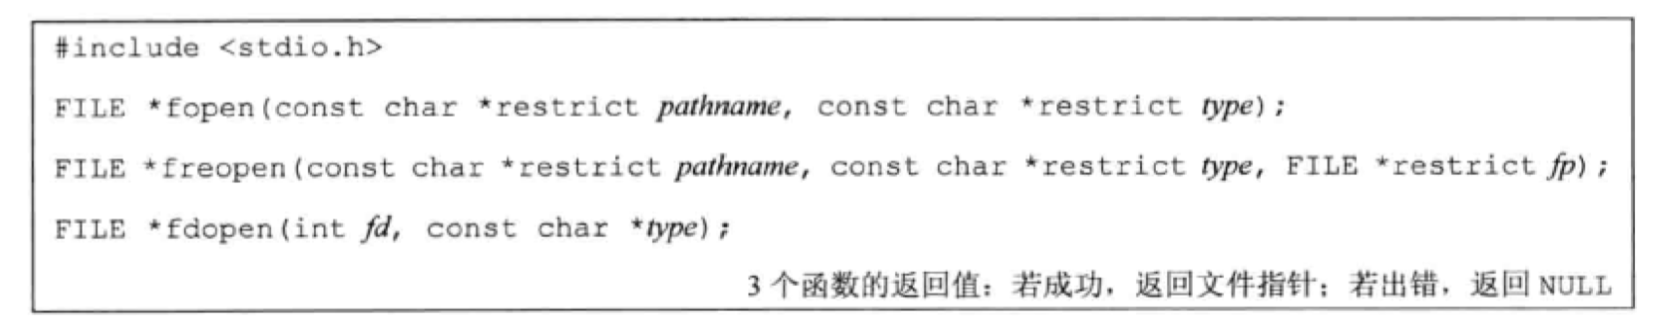 #include <stdio.h>
FILE *fopen(const char *restrict pathname, const char *restrict type);
FILE *freopen(const char *restrict pathname, const char *restrict type, FILE *restrict fp);
FILE *fdopen(int fd, const char *type);
3 个函数的返回值：若成功，返回文件指针；若出错，返回 NULL